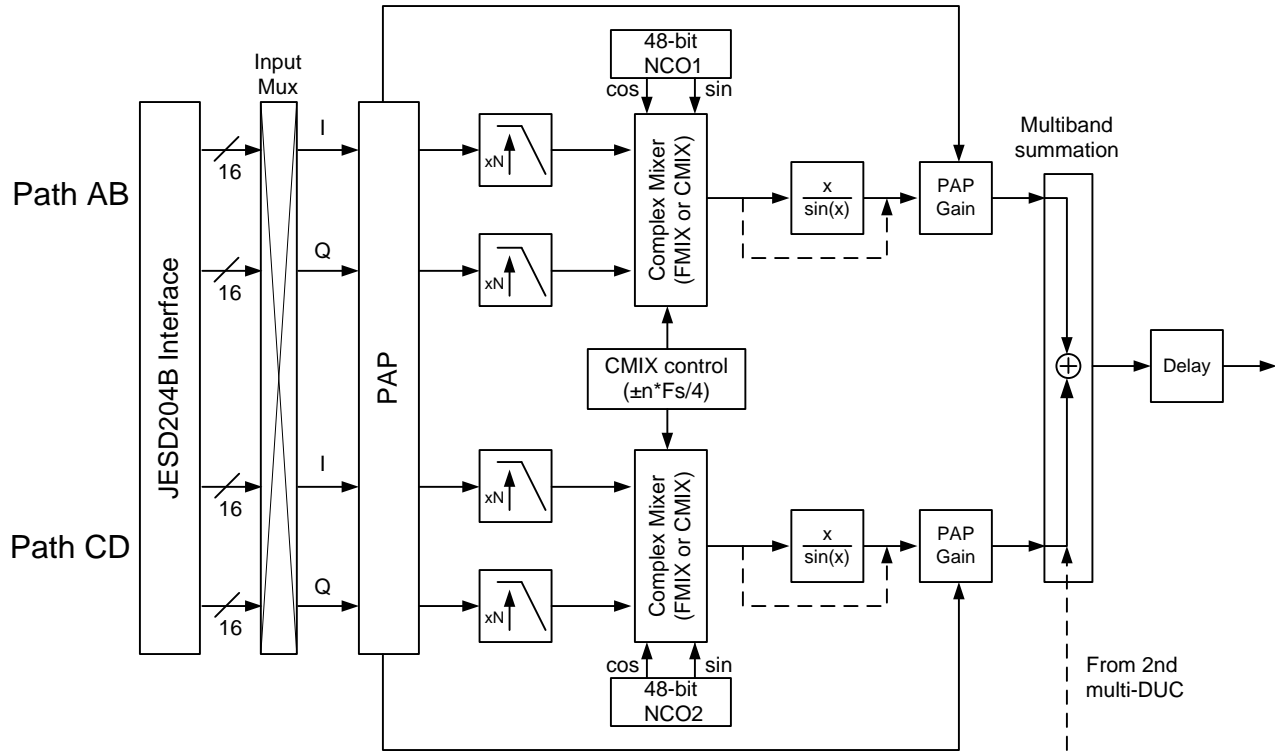 48-bit
NCO1
cos
sin
Input
Mux
Path AB
Path CD
JESD204B Interface
16
16
16
16
I
Q
I
Q
PAP
xN
xN
xN
xN
Complex Mixer
(FMIX or CMIX)
CMIX control
(±n*Fs/4)
Complex Mixer
(FMIX or CMIX)
cos
sin
48-bit
NCO2
x
sin(x)
x
sin(x)
PAP
Gain
PAP
Gain
Multiband
summation
Delay
From 2nd
multi-DUC